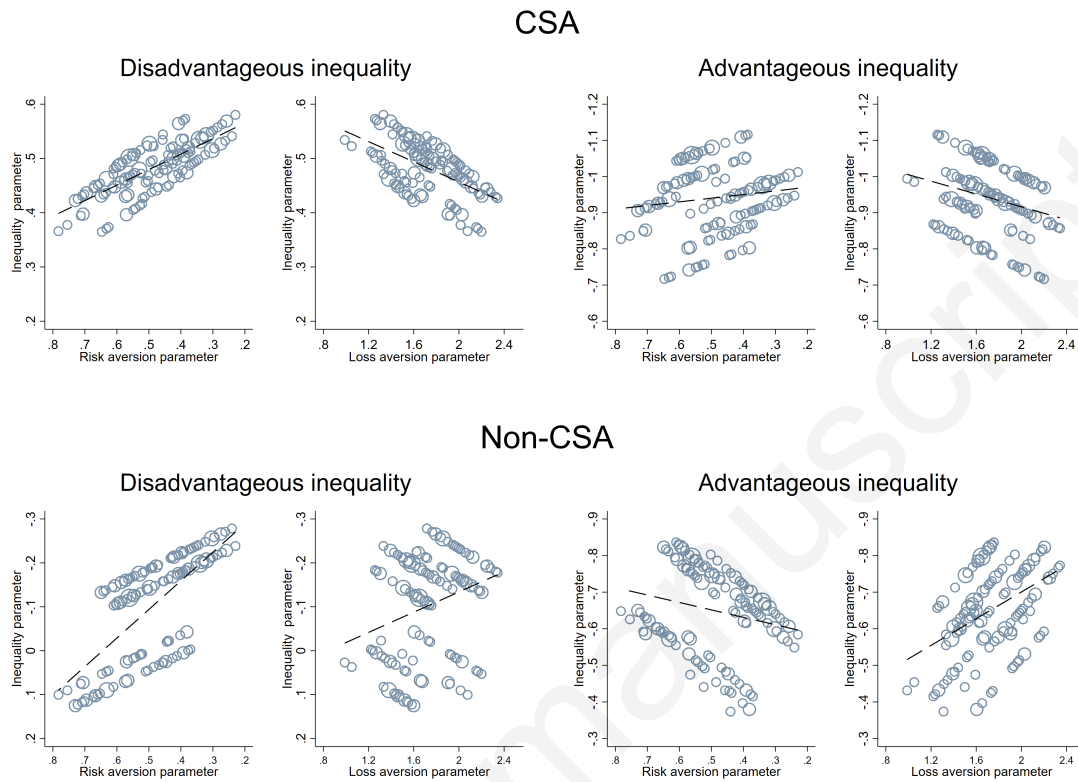 CSA
Disadvantageous inequality
Advantageous inequality
Inequality parameter
.6
.5
.4
.3
.2
.8 .7 .6 .5 .4 .3 .2
Risk aversion parameter
Inequality parameter
.6
.5
.4
.3
.2
.8 1.2 1.6 2 2.4
Loss aversion parameter
Inequality parameter
-1.2
-1.1
-1
-.9
-.8
-.7
-.6
.8 .7 .6 .5 .4 .3 .2
Risk aversion parameter
Inequality parameter
-1.2
-1.1
-1
-.9
-.8
-.7
-.6
.8 1.2 1.6 2 2.4
Loss aversion parameter
Non-CSA
Disadvantageous inequality
Advantageous inequality
Inequality parameter
-.3
-.2
-.1
0
.1
.2
.8 .7 .6 .5 .4 .3 .2
Risk aversion parameter
Inequality parameter
-.3
-.2
-.1
0
.1
.2
.8 1.2 1.6 2 2.4
Loss aversion parameter
Inequality parameter
-.9
-.8
-.7
-.6
-.5
-.4
-.3
.8 .7 .6 .5 .4 .3 .2
Risk aversion parameter
Inequality parameter
-.9
-.8
-.7
-.6
-.5
-.4
-.3
.8 1.2 1.6 2 2.4
Loss aversion parameter
manuscript